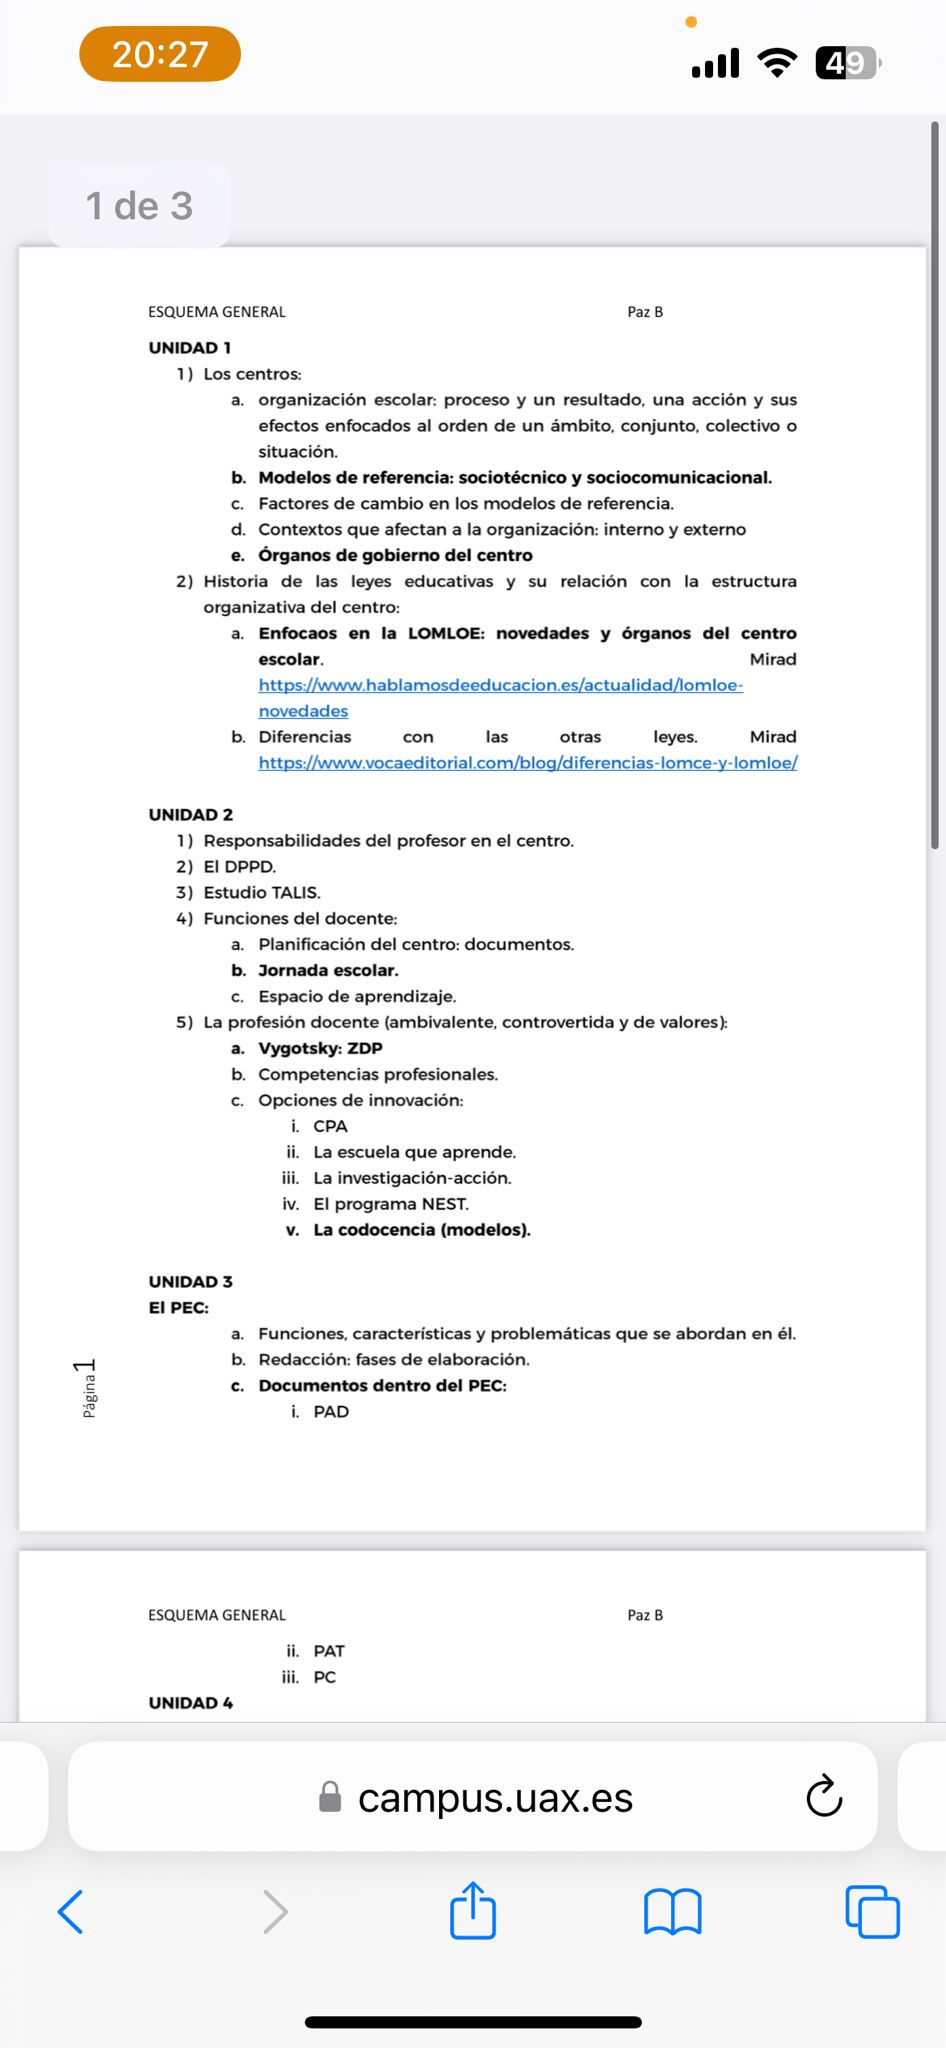 20:27
49
1 de 3
ESQUEMA GENERAL Paz B
UNIDAD 1
1) Los centros:
a. organización escolar: proceso y un resultado, una acción y sus
efectos enfocados al orden de un ámbito, conjunto, colectivo o
situación.
b. Modelos de referencia: sociotécnico y sociocomunicacional.
c. Factores de cambio en los modelos de referencia.
d. Contextos que afectan a la organización: interno y externo
e. Órganos de gobierno del centro
2) Historia de las leyes educativas y su relación con la estructura
organizativa del centro:
a. Enfocaos en la LOMLOE: novedades y órganos del centro
escolar. Mirad
https://www.hablamosdeeducacion.es/actualidad/lomloe-
novedades
b. Diferencias con las otras leyes. Mirad
https://www.vocaeditorial.com/blog/diferencias-lomce-y-lomloe/
UNIDAD 2
1) Responsabilidades del profesor en el centro.
2) El DPPD.
3) Estudio TALIS.
4) Funciones del docente:
a. Planificación del centro: documentos.
b. Jornada escolar.
c. Espacio de aprendizaje.
5) La profesión docente (ambivalente, controvertida y de valores):
a. Vygotsky: ZDP
b. Competencias profesionales.
c. Opciones de innovación:
i. CPA
ii. La escuela que aprende.
iii. La investigación-acción.
iv. El programa NEST.
v. La codocencia (modelos).
UNIDAD 3
El PEC:
a. Funciones, características y problemáticas que se abordan en él.
b. Redacción: fases de elaboración.
c. Documentos dentro del PEC:
i. PAD
Página 1
ESQUEMA GENERAL Paz B
ii. PAT
iii. PC
UNIDAD 4
campus.uax.es